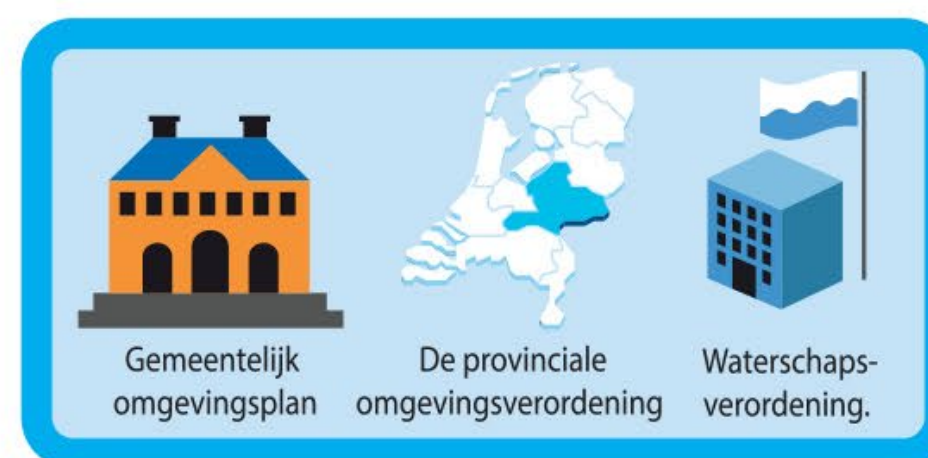 Gemeentelijk
omgevingsplan
De provinciale
omgevingsverordening
Waterschaps-
verordening.